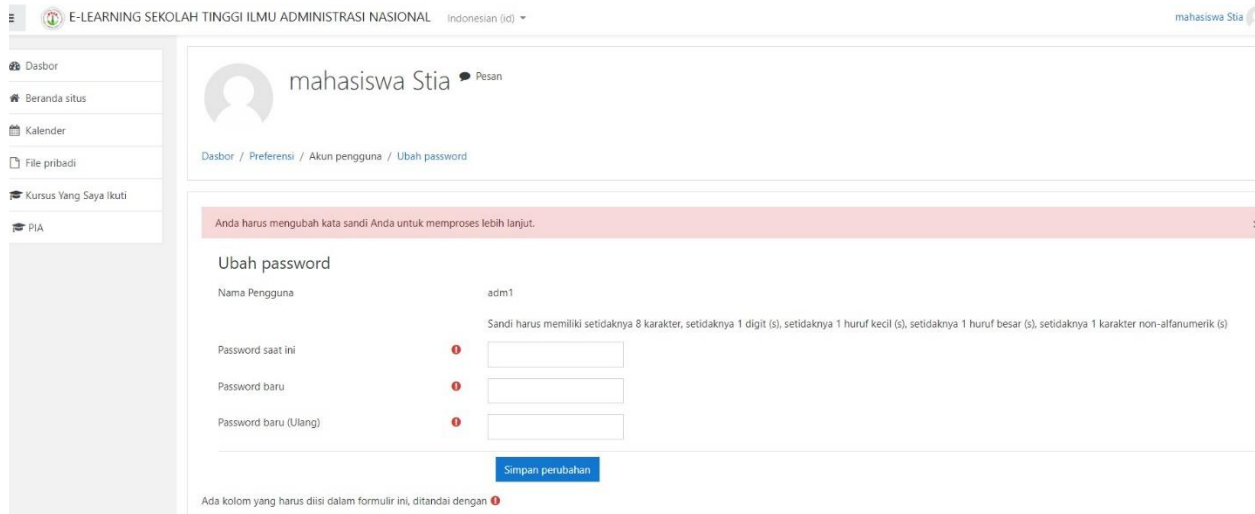 E-LEARNING SEKOLAH TINGGI ILMU ADMINISTRASI NASIONAL Indonesian (id)
mahasiswa Stia
Dasbor
Beranda situs
Kalender
File pribadi
Kursus Yang Saya Ikuti
PIA
mahasiswa Stia Pesan
Dasbor / Preferensi / Akun pengguna / Ubah password
Anda harus mengubah kata sandi Anda untuk memproses lebih lanjut.
Ubah password
Nama Pengguna adm1
Sandi harus memiliki setidaknya 8 karakter, setidaknya 1 digit (s), setidaknya 1 huruf kecil (s), setidaknya 1 huruf besar (s), setidaknya 1 karakter non-alfanumerik (s)
Password saat ini
Password baru
Password baru (Ulang)
Simpan perubahan
Ada kolom yang harus diisi dalam formulir ini, ditandai dengan